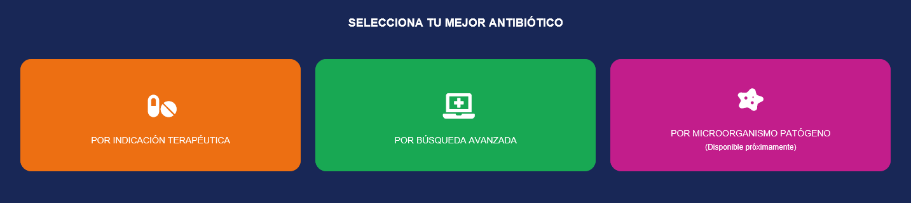 SELECCIONA TU MEJOR ANTIBIÓTICO
POR INDICACIÓN TERAPÉUTICA
POR BÚSQUEDA AVANZADA
POR MICROORGANISMO PATÓGENO
(Disponible próximamente)